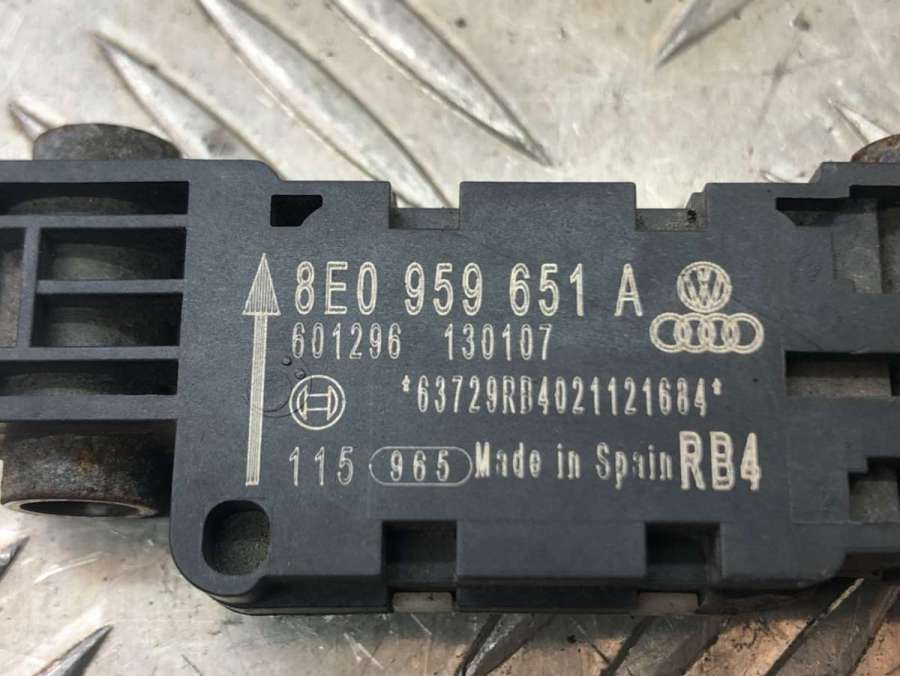 8E0 959 651 A
601296 130107
*63729RB4021121684*
115 965 Made in Spain RB4